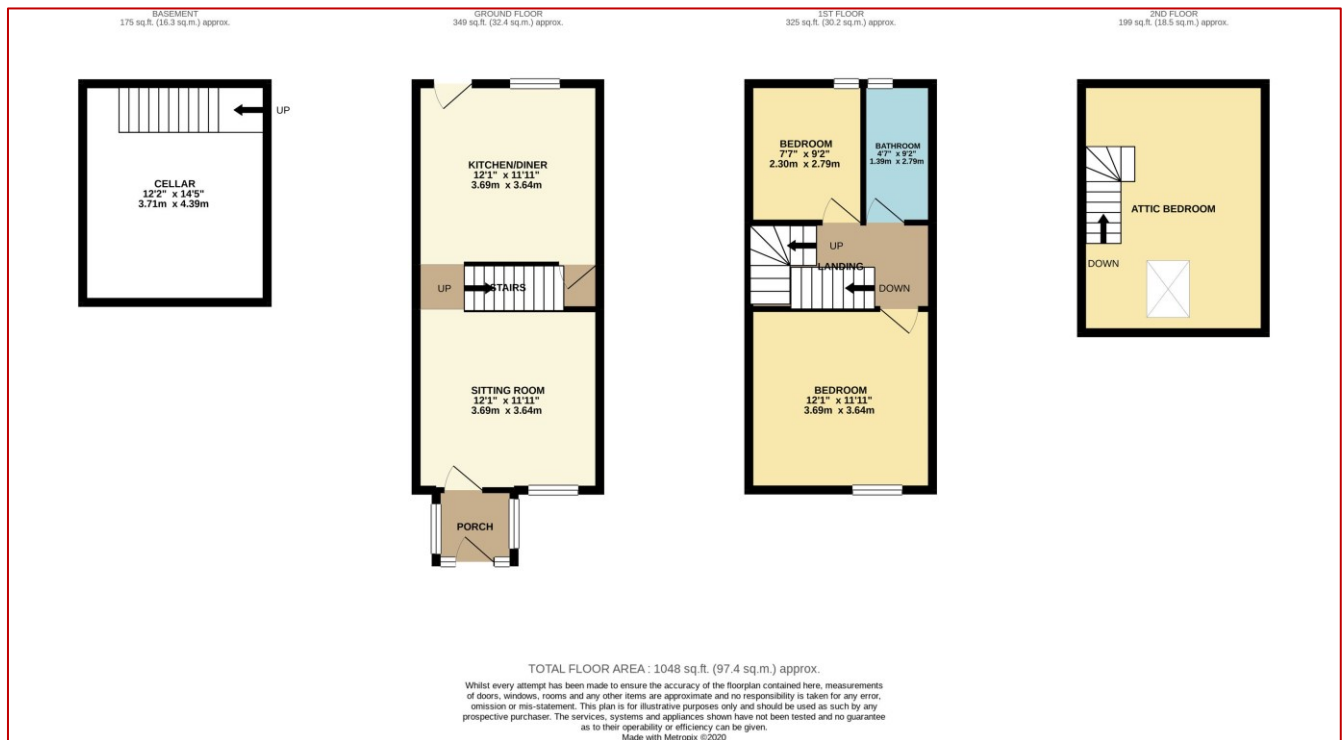 BASEMENT
175 sq.ft. (16.3 sq.m.) approx.
GROUND FLOOR
349 sq.ft. (32.4 sq.m.) approx.
1ST FLOOR
325 sq.ft. (30.2 sq.m.) approx.
2ND FLOOR
199 sq.ft. (18.5 sq.m.) approx.
UP
CELLAR
12'2" x 14'5"
3.71m x 4.39m
KITCHEN/DINER
12'1" x 11'11"
3.69m x 3.64m
UP
STAIRS
SITTING ROOM
12'1" x 11'11"
3.69m x 3.64m
PORCH
BEDROOM
7'7" x 9'2"
2.30m x 2.79m
BATHROOM
4'7" x 9'2"
1.39m x 2.79m
UP
LANDING
DOWN
BEDROOM
12'1" x 11'11"
3.69m x 3.64m
ATTIC BEDROOM
DOWN
TOTAL FLOOR AREA : 1048 sq.ft. (97.4 sq.m.) approx.
Whilst every attempt has been made to ensure the accuracy of the floorplan contained here, measurements
of doors, windows, rooms and any other items are approximate and no responsibility is taken for any error,
omission or mis-statement. This plan is for illustrative purposes only and should be used as such by any
prospective purchaser. The services, systems and appliances shown have not been tested and no guarantee
as to their operability or efficiency can be given.
Made with Metropix ©2020